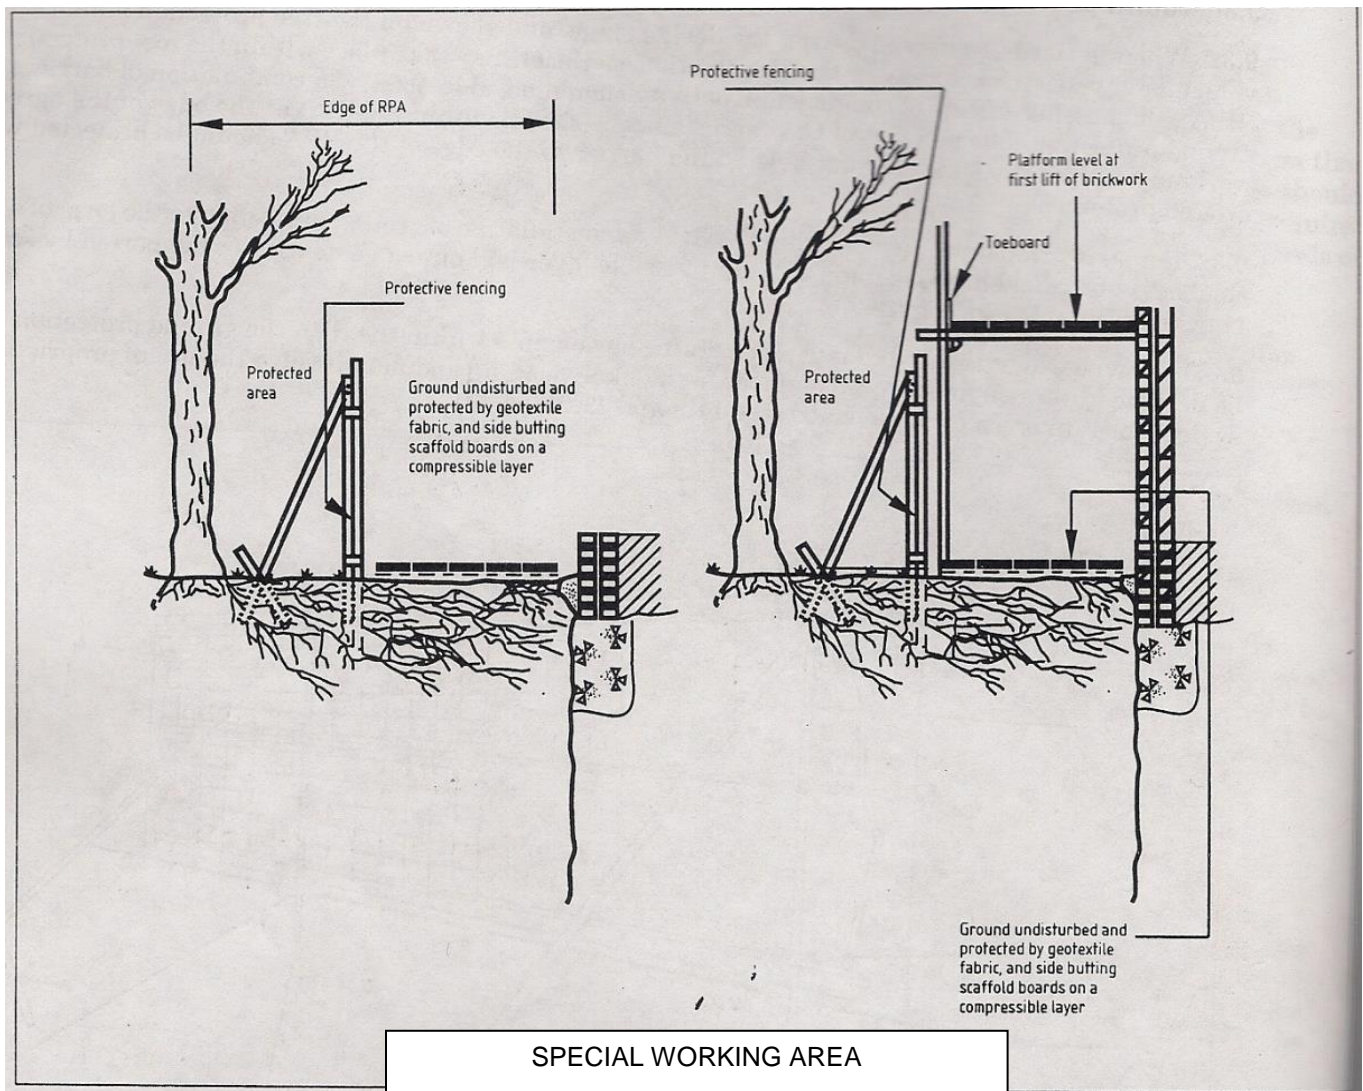 Edge of RPA
Protective fencing
Protected
area
Ground undisturbed and
protected by geotextile
fabric, and side butting
scaffold boards on a
compressible layer
Protective fencing
Platform level at
first lift of brickwork
Toeboard
Protected
area
Ground undisturbed and
protected by geotextile
fabric, and side butting
scaffold boards on a
compressible layer
SPECIAL WORKING AREA